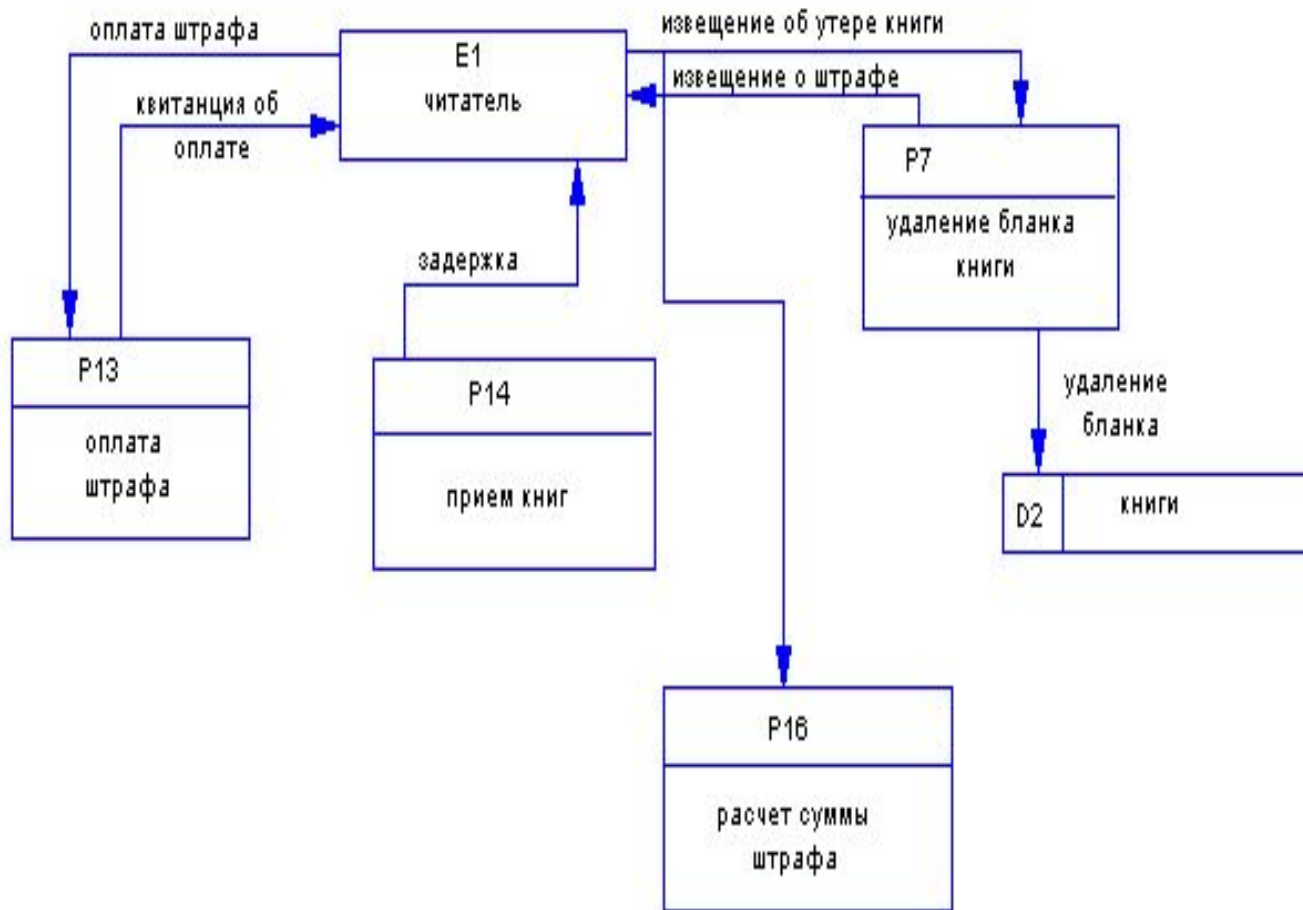 оплата штрафа
E1
читатель
извещение об утере книги
извещение о штрафе
квитанция об
оплате
P7
удаление бланка
книги
задержка
P13
оплата
штрафа
P14
прием книг
удаление
бланка
D2
книги
P16
расчет суммы
штрафа